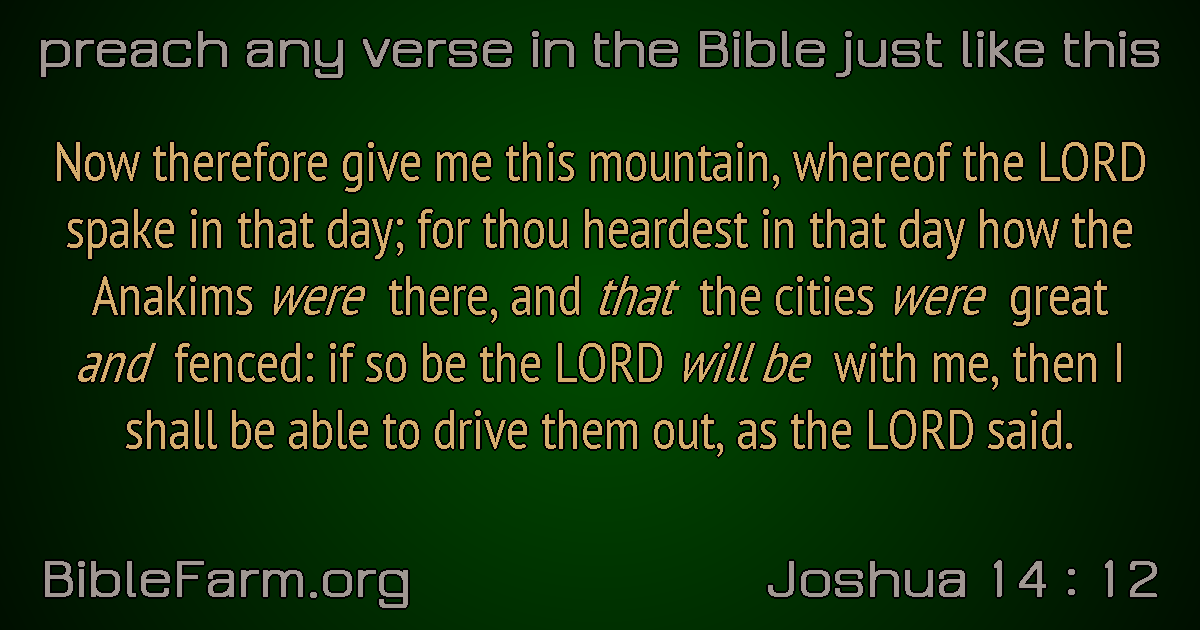 preach any verse in the Bible just like this
Now therefore give me this mountain, whereof the LORD
spake in that day; for thou heardest in that day how the
Anakims were there, and that the cities were great
and fenced: if so be the LORD will be with me, then I
shall be able to drive them out, as the LORD said.
BibleFarm.org
Joshua 14 : 12